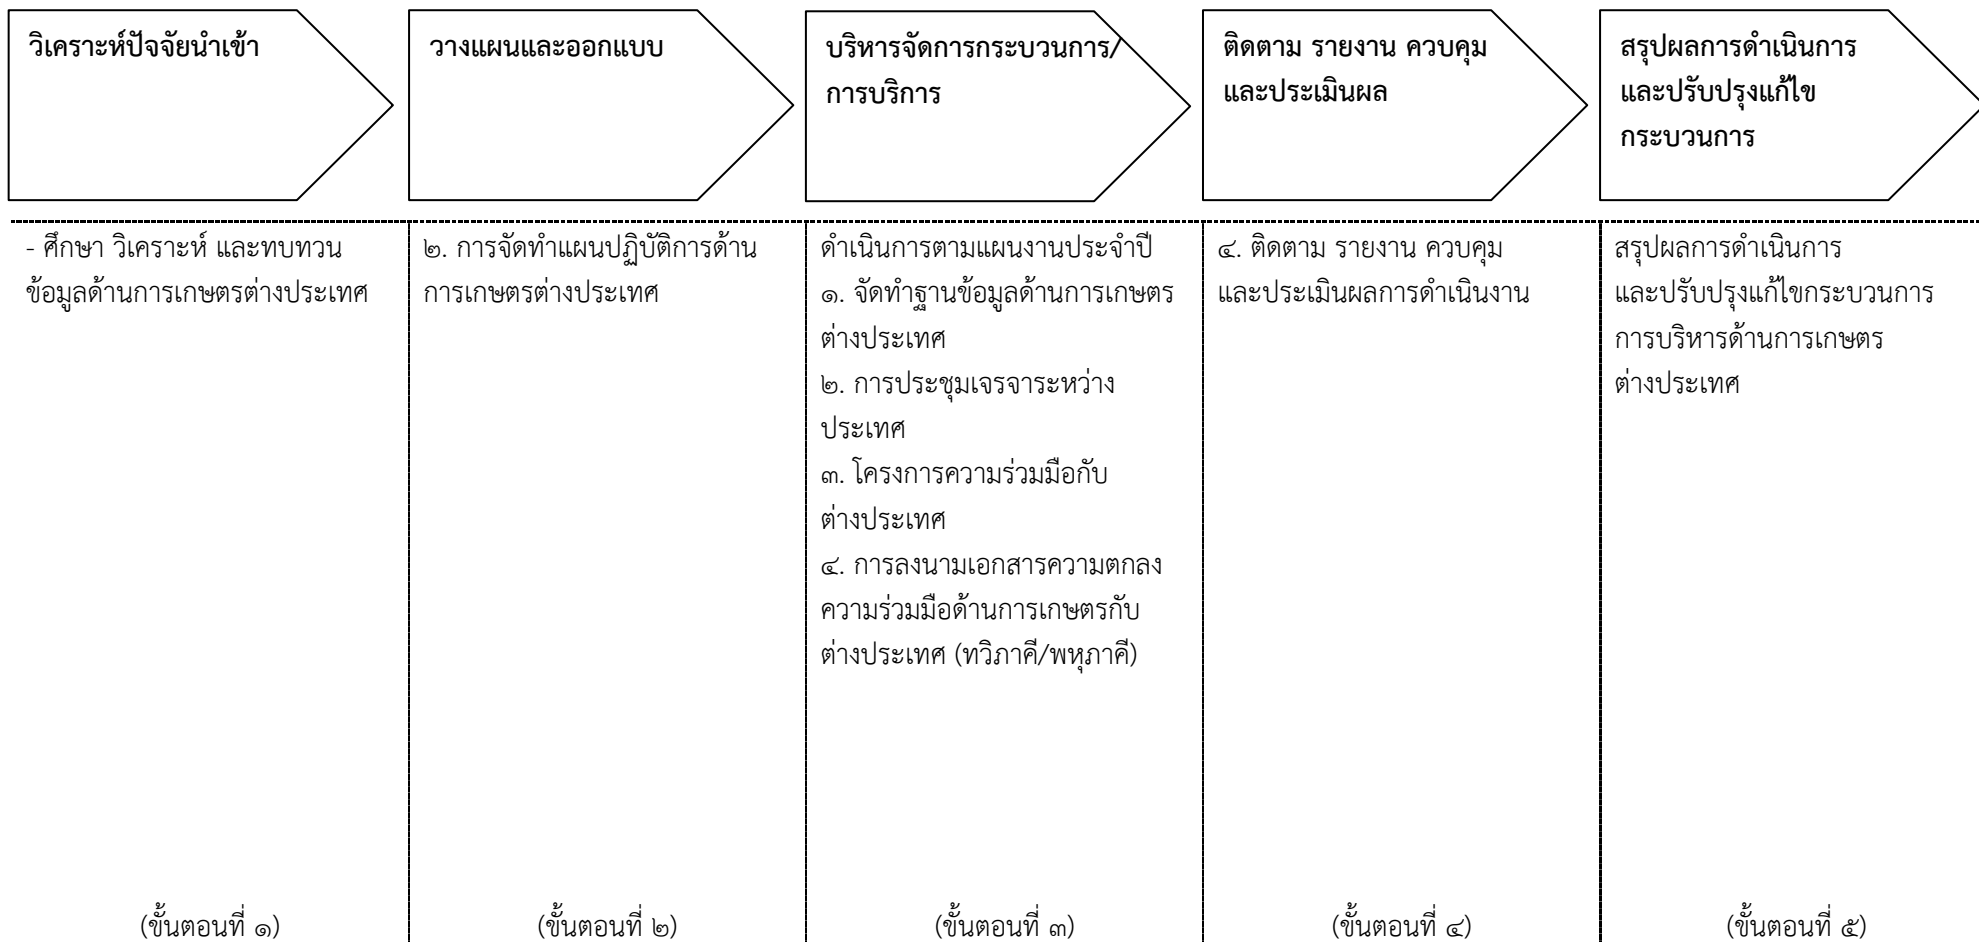 วิเคราะห์ปัจจัยนำเข้า
วางแผนและออกแบบ
บริหารจัดการกระบวนการ/
การบริการ
ติดตาม รายงาน ควบคุม
และประเมินผล
สรุปผลการดำเนินการ
และปรับปรุงแก้ไข
กระบวนการ
- ศึกษา วิเคราะห์ และทบทวน
ข้อมูลด้านการเกษตรต่างประเทศ
(ขั้นตอนที่ ๑)
๒. การจัดทำแผนปฏิบัติการด้าน
การเกษตรต่างประเทศ
(ขั้นตอนที่ ๒)
ดำเนินการตามแผนงานประจำปี
๑. จัดทำฐานข้อมูลด้านการเกษตร
ต่างประเทศ
๒. การประชุมเจรจาระหว่าง
ประเทศ
๓. โครงการความร่วมมือกับ
ต่างประเทศ
๔. การลงนามเอกสารความตกลง
ความร่วมมือด้านการเกษตรกับ
ต่างประเทศ (ทวิภาคี/พหุภาคี)
(ขั้นตอนที่ ๓)
๔. ติดตาม รายงาน ควบคุม
และประเมินผลการดำเนินงาน
(ขั้นตอนที่ ๔)
สรุปผลการดำเนินการ
และปรับปรุงแก้ไขกระบวนการ
การบริหารด้านการเกษตร
ต่างประเทศ
(ขั้นตอนที่ ๕)